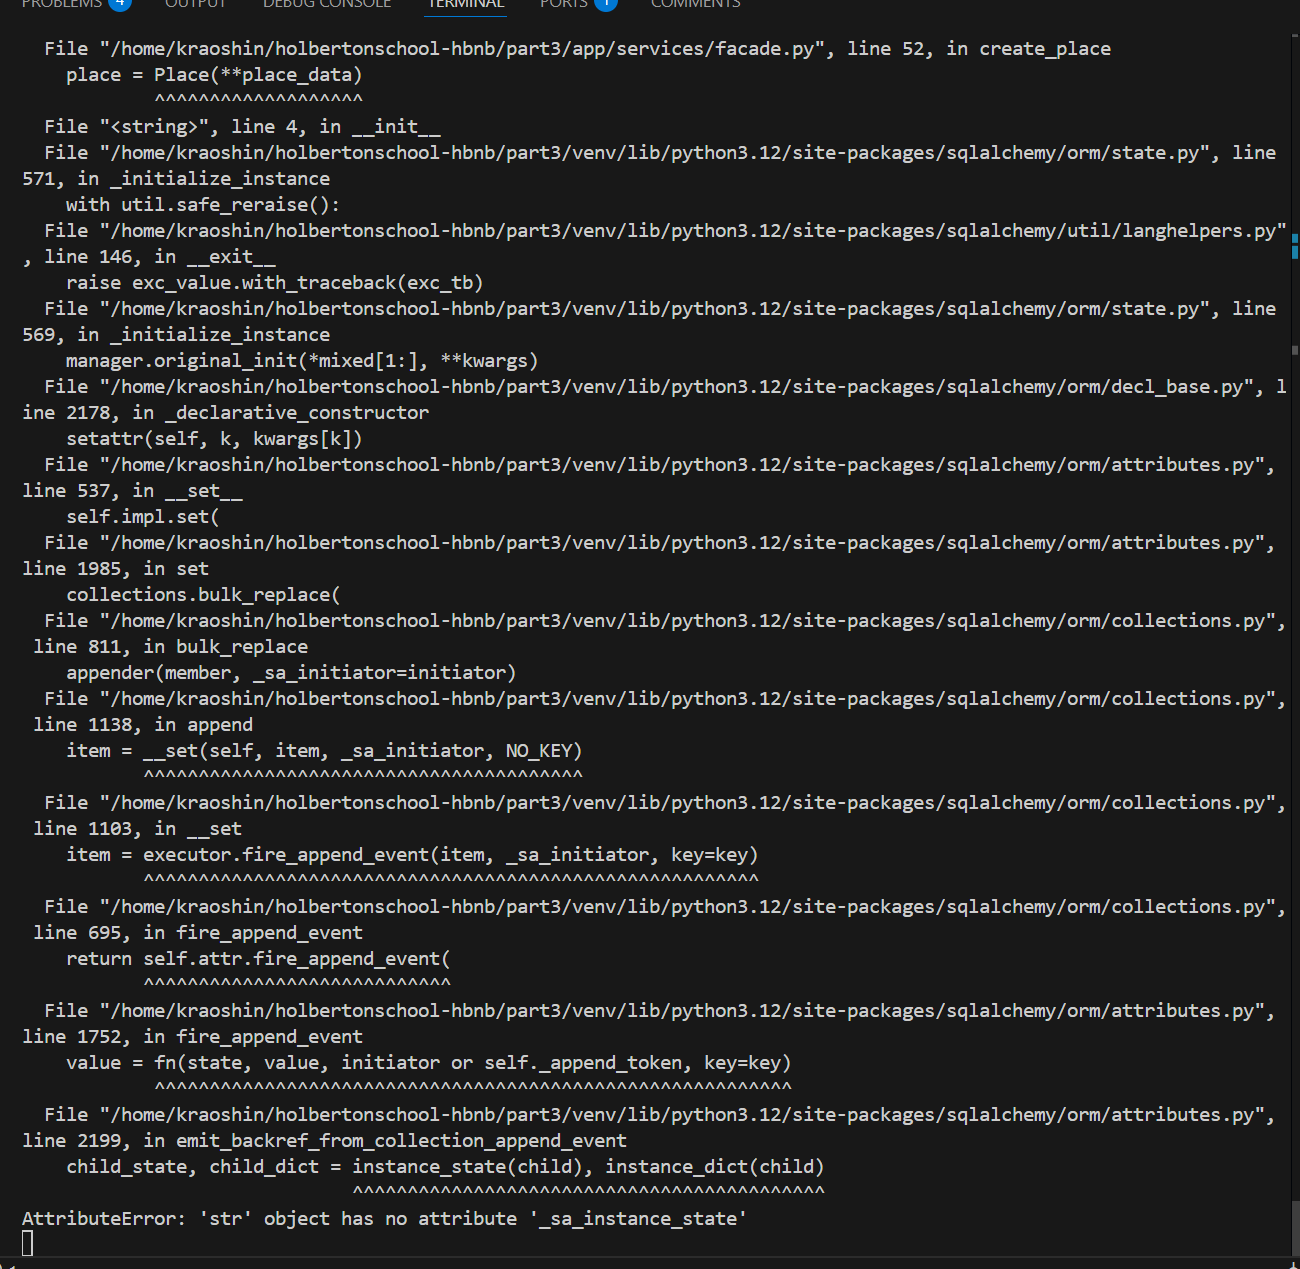 PROBLEMS 4 OUTPUT DEBUG CONSOLE TERMINAL PORTS 1 COMMENTS
File "/home/kraoshin/holbertonschool-hbnb/part3/app/services/facade.py", line 52, in create_place
place = Place(**place_data)
^^^^^^^^^^^^^^^^^^^
File "<string>", line 4, in __init__
File "/home/kraoshin/holbertonschool-hbnb/part3/venv/lib/python3.12/site-packages/sqlalchemy/orm/state.py", line
571, in _initialize_instance
with util.safe_reraise():
File "/home/kraoshin/holbertonschool-hbnb/part3/venv/lib/python3.12/site-packages/sqlalchemy/util/langhelpers.py"
, line 146, in __exit__
raise exc_value.with_traceback(exc_tb)
File "/home/kraoshin/holbertonschool-hbnb/part3/venv/lib/python3.12/site-packages/sqlalchemy/orm/state.py", line
569, in _initialize_instance
manager.original_init(*mixed[1:], **kwargs)
File "/home/kraoshin/holbertonschool-hbnb/part3/venv/lib/python3.12/site-packages/sqlalchemy/orm/decl_base.py", l
ine 2178, in _declarative_constructor
setattr(self, k, kwargs[k])
File "/home/kraoshin/holbertonschool-hbnb/part3/venv/lib/python3.12/site-packages/sqlalchemy/orm/attributes.py",
line 537, in __set__
self.impl.set(
File "/home/kraoshin/holbertonschool-hbnb/part3/venv/lib/python3.12/site-packages/sqlalchemy/orm/attributes.py",
line 1985, in set
collections.bulk_replace(
File "/home/kraoshin/holbertonschool-hbnb/part3/venv/lib/python3.12/site-packages/sqlalchemy/orm/collections.py",
line 811, in bulk_replace
appender(member, _sa_initiator=initiator)
File "/home/kraoshin/holbertonschool-hbnb/part3/venv/lib/python3.12/site-packages/sqlalchemy/orm/collections.py",
line 1138, in append
item = __set(self, item, _sa_initiator, NO_KEY)
^^^^^^^^^^^^^^^^^^^^^^^^^^^^^^^^^^^^^^^^
File "/home/kraoshin/holbertonschool-hbnb/part3/venv/lib/python3.12/site-packages/sqlalchemy/orm/collections.py",
line 1103, in __set
item = executor.fire_append_event(item, _sa_initiator, key=key)
^^^^^^^^^^^^^^^^^^^^^^^^^^^^^^^^^^^^^^^^^^^^^^^^^^^^^^^^
File "/home/kraoshin/holbertonschool-hbnb/part3/venv/lib/python3.12/site-packages/sqlalchemy/orm/collections.py",
line 695, in fire_append_event
return self.attr.fire_append_event(
^^^^^^^^^^^^^^^^^^^^^^^^^^^^
File "/home/kraoshin/holbertonschool-hbnb/part3/venv/lib/python3.12/site-packages/sqlalchemy/orm/attributes.py",
line 1752, in fire_append_event
value = fn(state, value, initiator or self._append_token, key=key)
^^^^^^^^^^^^^^^^^^^^^^^^^^^^^^^^^^^^^^^^^^^^^^^^^^^^^^^^^^
File "/home/kraoshin/holbertonschool-hbnb/part3/venv/lib/python3.12/site-packages/sqlalchemy/orm/attributes.py",
line 2199, in emit_backref_from_collection_append_event
child_state, child_dict = instance_state(child), instance_dict(child)
^^^^^^^^^^^^^^^^^^^^^^^^^^^^^^^^^^^^^^^^^^^
AttributeError: 'str' object has no attribute '_sa_instance_state'